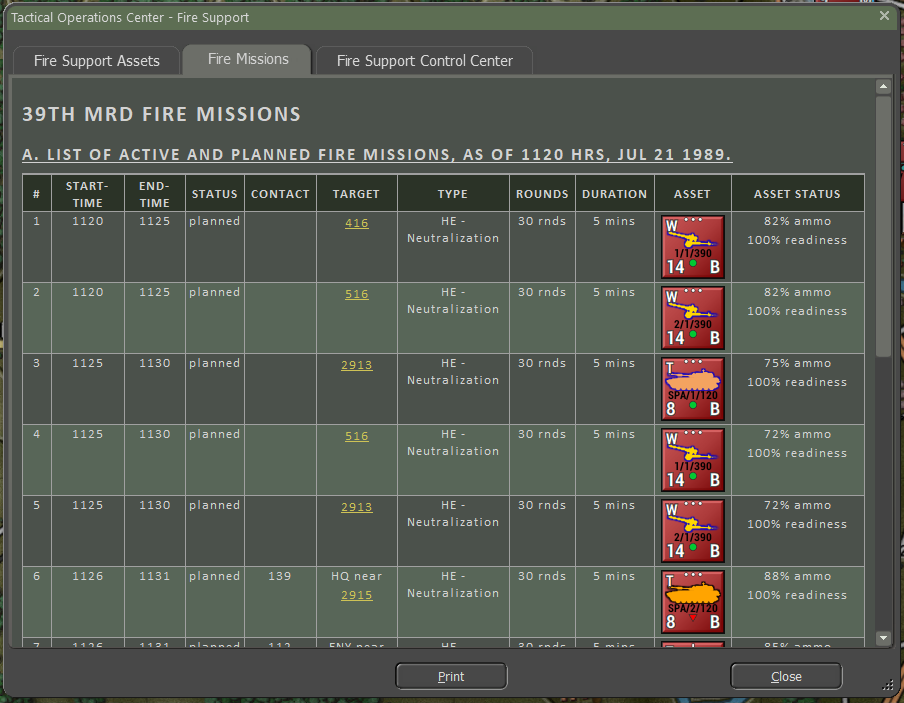 Tactical Operations Center - Fire Support
Fire Support Assets Fire Missions Fire Support Control Center
39TH MRD FIRE MISSIONS
A. LIST OF ACTIVE AND PLANNED FIRE MISSIONS, AS OF 1120 HRS, JUL 21 1989.
# START-TIME END-TIME STATUS CONTACT TARGET TYPE ROUNDS DURATION ASSET ASSET STATUS
1 1120 1125 planned 416 HE - Neutralization 30 rnds 5 mins W 1/1/390 14 B 82% ammo 100% readiness
2 1120 1125 planned 516 HE - Neutralization 30 rnds 5 mins W 2/1/390 14 B 82% ammo 100% readiness
3 1125 1130 planned 2913 HE - Neutralization 30 rnds 5 mins T SPA/1/120 8 B 75% ammo 100% readiness
4 1125 1130 planned 516 HE - Neutralization 30 rnds 5 mins W 1/1/390 14 B 72% ammo 100% readiness
5 1125 1130 planned 2913 HE - Neutralization 30 rnds 5 mins W 2/1/390 14 B 72% ammo 100% readiness
6 1126 1131 planned 139 HQ near 2915 HE - Neutralization 30 rnds 5 mins T SPA/2/120 8 B 88% ammo 100% readiness
7 1126 1131 planned 112 ENY near HE - 30 rnds 5 mins 85% ammo
Print Close